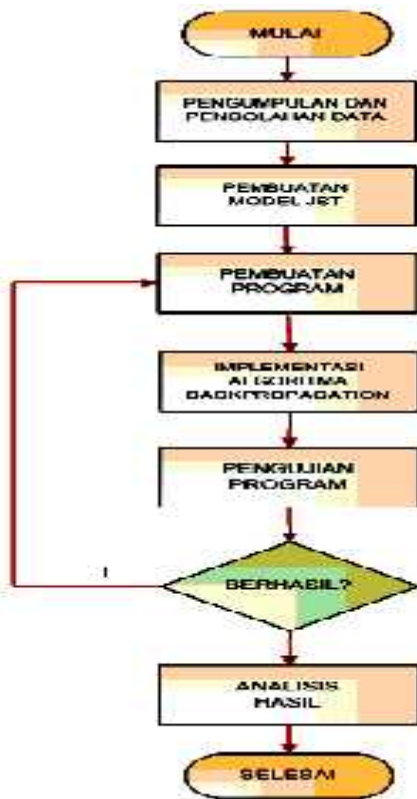 MULAI
PENGUMPULAN DAN
PENGOLAHAN DATA
PEMBUATAN
MODEL JST
PEMBUATAN
PROGRAM
IMPLEMENTASI
ALGORITMA
BACKPROPAGATION
PENGUJIAN
PROGRAM
BERHASIL?
ANALISIS
HASIL
SELESAI